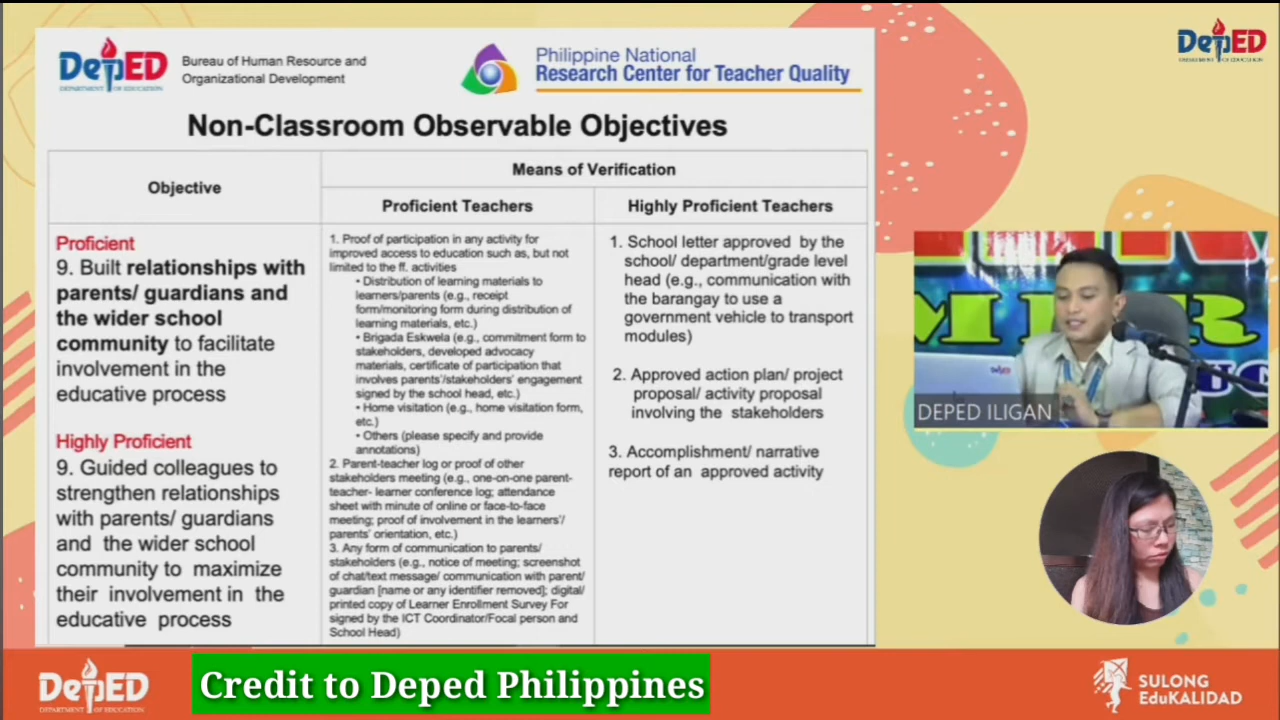 DepED
DEPARTMENT OF EDUCATION
Bureau of Human Resource and
Organizational Development
Philippine National
Research Center for Teacher Quality
DepED
DEPARTMENT OF EDUCATION
Non-Classroom Observable Objectives
Objective
Means of Verification
Proficient Teachers
Highly Proficient Teachers
Proficient
9. Built relationships with
parents/ guardians and
the wider school
community to facilitate
involvement in the
educative process
Highly Proficient
9. Guided colleagues to
strengthen relationships
with parents/ guardians
and the wider school
community to maximize
their involvement in the
educative process
1. Proof of participation in any activity for
improved access to education such as, but not
limited to the ff. activities
• Distribution of learning materials to
learners/parents (e.g., receipt
form/monitoring form during distribution of
learning materials, etc.)
• Brigada Eskwela (e.g., commitment form to
stakeholders, developed advocacy
materials, certificate of participation that
involves parents'/stakeholders' engagement
signed by the school head, etc.)
• Home visitation (e.g., home visitation form,
etc.)
• Others (please specify and provide
annotations)
2. Parent-teacher log or proof of other
stakeholders meeting (e.g., one-on-one parent-
teacher- learner conference log; attendance
sheet with minute of online or face-to-face
meeting; proof of involvement in the learners'/
parents' orientation, etc.)
3. Any form of communication to parents/
stakeholders (e.g., notice of meeting; screenshot
of chat/text message/ communication with parent/
guardian [name or any identifier removed]; digital/
printed copy of Learner Enrollment Survey For
signed by the ICT Coordinator/Focal person and
School Head)
1. School letter approved by the
school/ department/grade level
head (e.g., communication with
the barangay to use a
government vehicle to transport
modules)
2. Approved action plan/ project
proposal/ activity proposal
involving the stakeholders
3. Accomplishment/ narrative
report of an approved activity
DEPED ILIGAN
DepED
DEPARTMENT OF EDUCATION
Credit to Deped Philippines
SULONG
EduKALIDAD